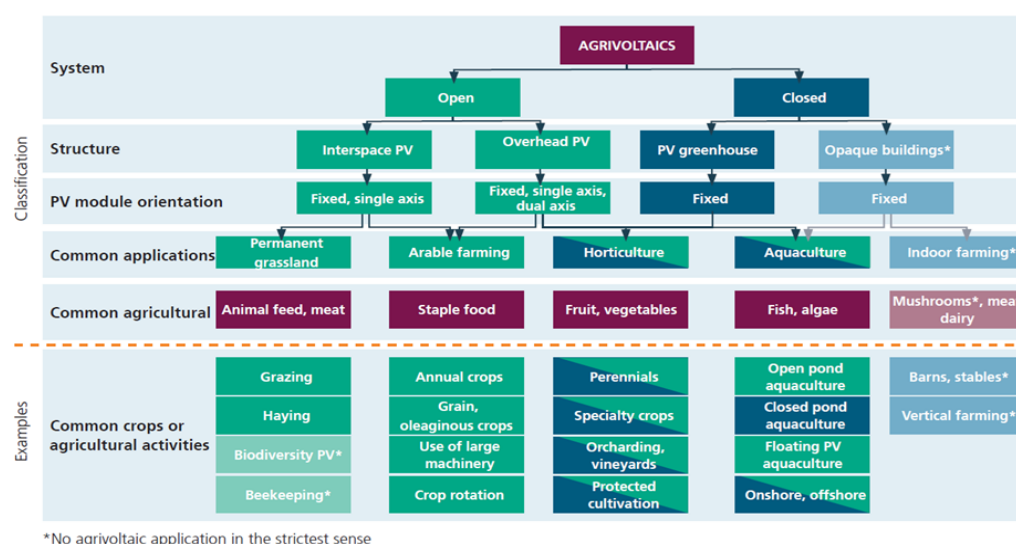 AGRIVOLTAICS
System
Open
Closed
Classification
Structure
Interspace PV
Overhead PV
PV greenhouse
Opaque buildings*
PV module orientation
Fixed, single axis
Fixed, single axis,
dual axis
Fixed
Fixed
Common applications
Permanent
grassland
Arable farming
Horticulture
Aquaculture
Indoor farming*
Common agricultural
Animal feed, meat
Staple food
Fruit, vegetables
Fish, algae
Mushrooms*, mea
dairy
Examples
Common crops or
agricultural activities
Grazing
Haying
Biodiversity PV*
Beekeeping*
Annual crops
Grain,
oleaginous crops
Use of large
machinery
Crop rotation
Perennials
Specialty crops
Orcharding,
vineyards
Protected
cultivation
Open pond
aquaculture
Closed pond
aquaculture
Floating PV
aquaculture
Onshore, offshore
Barns, stables*
Vertical farming*
*No agrivoltaic application in the strictest sense